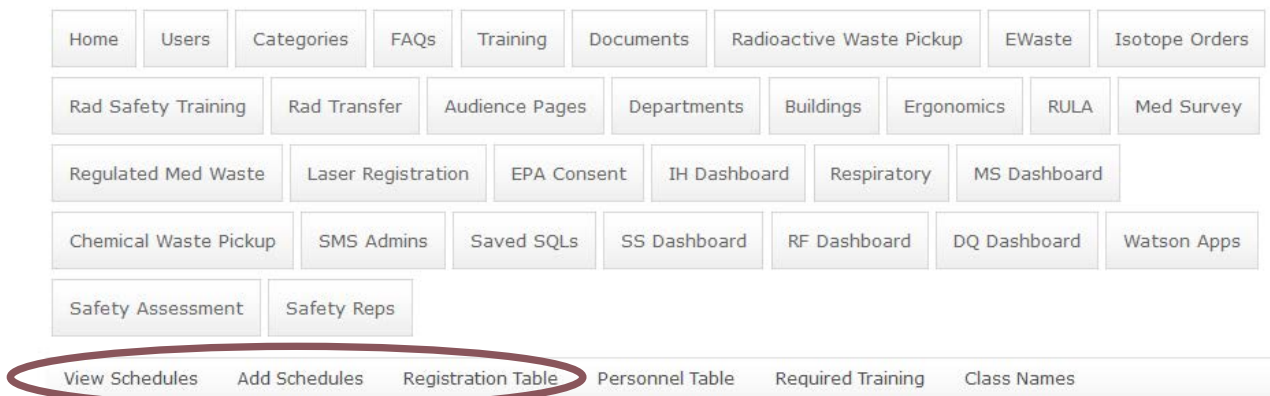 Home Users Categories FAQs Training Documents Radioactive Waste Pickup EWaste Isotope Orders
Rad Safety Training Rad Transfer Audience Pages Departments Buildings Ergonomics RULA Med Survey
Regulated Med Waste Laser Registration EPA Consent IH Dashboard Respiratory MS Dashboard
Chemical Waste Pickup SMS Admins Saved SQLs SS Dashboard RF Dashboard DQ Dashboard Watson Apps
Safety Assessment Safety Reps
View Schedules Add Schedules Registration Table Personnel Table Required Training Class Names